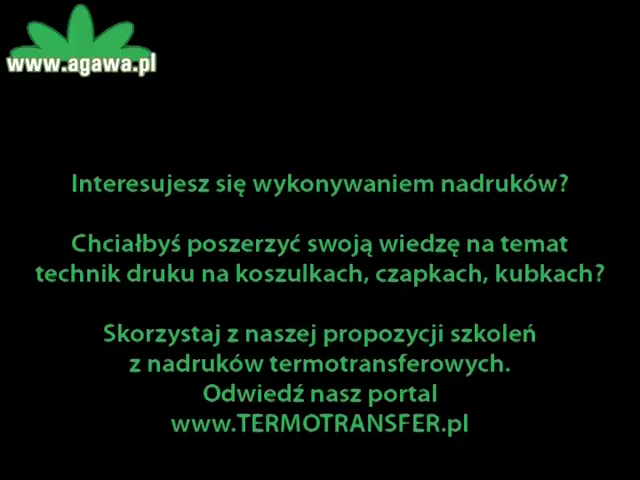 www.agawa.pl
Interesujesz się wykonywaniem nadruków?
Chciałbyś poszerzyć swoją wiedzę na temat
technik druku na koszulkach, czapkach, kubkach?
Skorzystaj z naszej propozycji szkoleń
z nadruków termotransferowych.
Odwiedź nasz portal
www.TERMOTRANSFER.pl